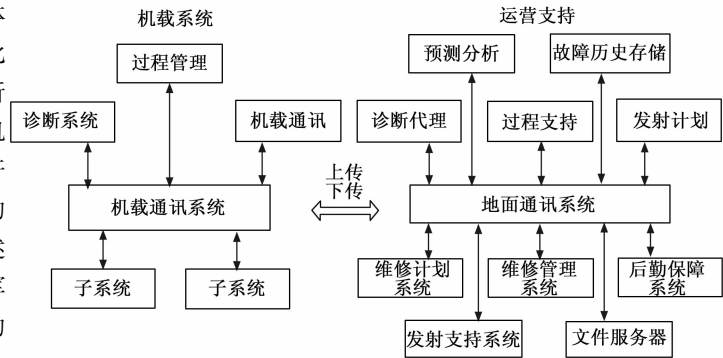 机载系统
运营支持
过程管理
预测分析
故障历史存储
诊断系统
机载通讯
诊断代理
过程支持
发射计划
上传
下传
机载通讯系统
地面通讯系统
子系统
子系统
维修计划
系统
维修管理
系统
后勤保障
系统
发射支持系统
文件服务器